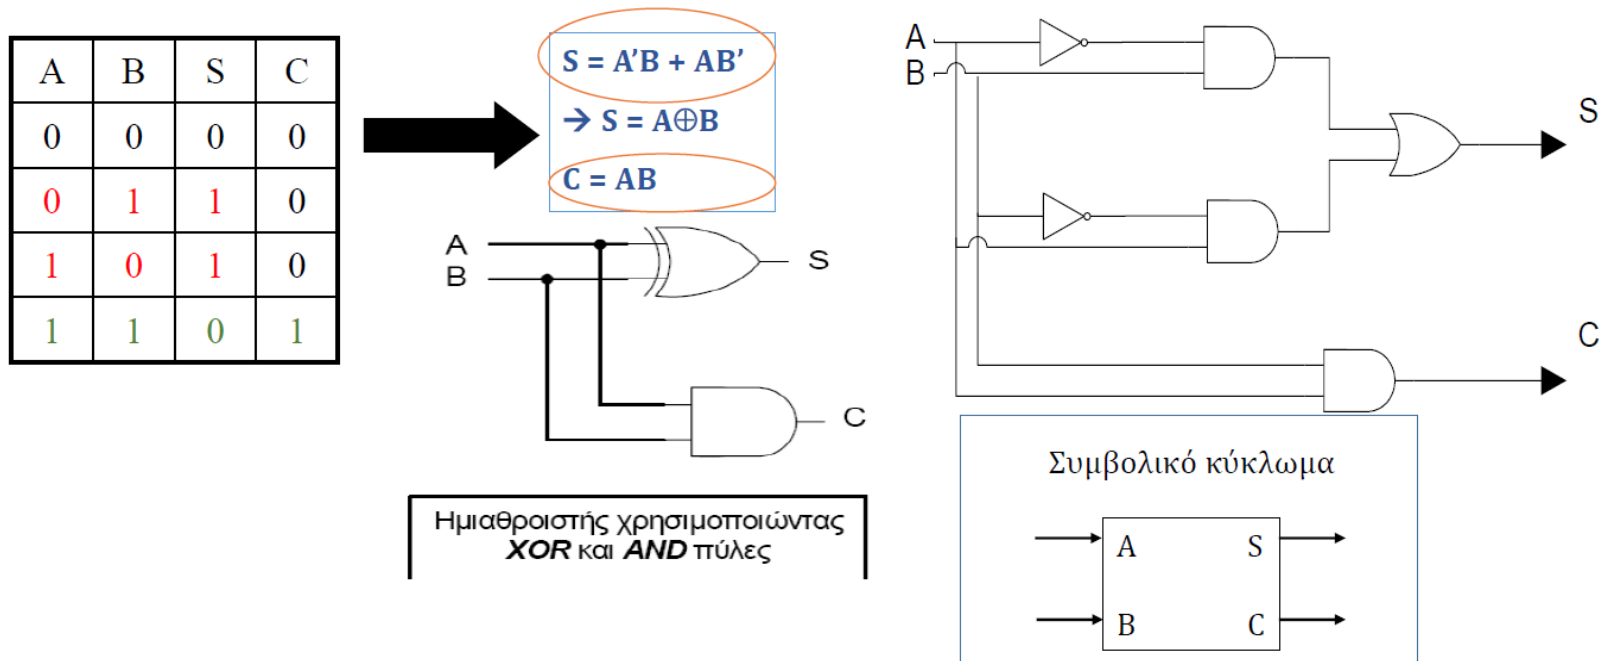 A B S C
0 0 0 0
0 1 1 0
1 0 1 0
1 1 0 1
S = A’B + AB’
→ S = A⊕B
C = AB
A
B
S
C
Ημιαθροιστής χρησιμοποιώντας
XOR και AND πύλες
A
B
S
C
Συμβολικό κύκλωμα
A S
B C